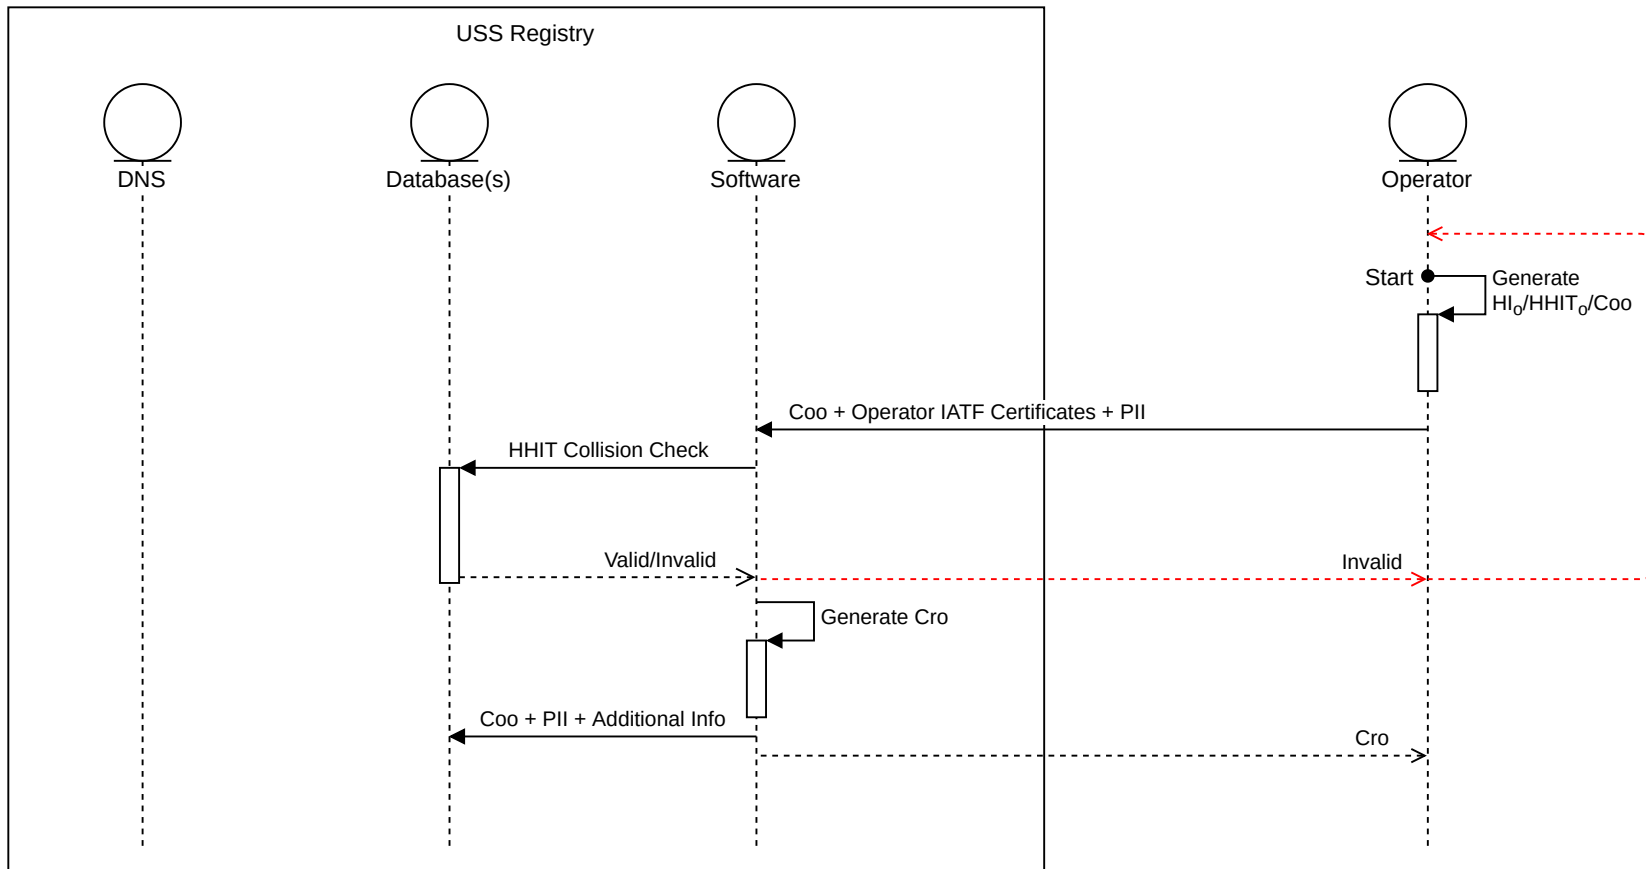 USS Registry
DNS
Database(s)
Software
Operator
Start
Generate
HIo/HHITo/Coo
Coo + Operator IATF Certificates + PII
HHIT Collision Check
Valid/Invalid
Invalid
Generate Cro
Coo + PII + Additional Info
Cro